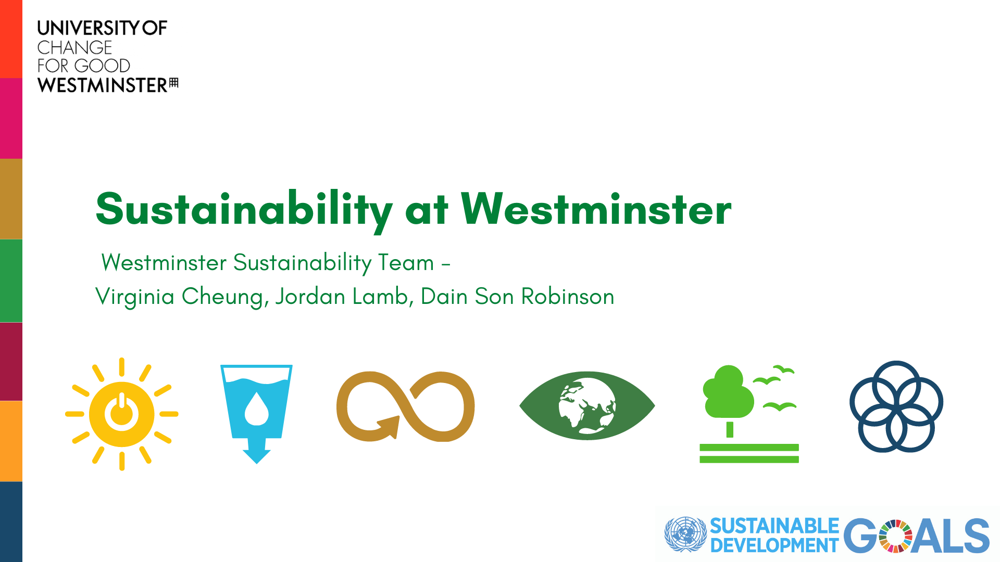 UNIVERSITY OF
CHANGE
FOR GOOD
WESTMINSTER
Sustainability at Westminster
Westminster Sustainability Team –
Virginia Cheung, Jordan Lamb, Dain Son Robinson
SUSTAINABLE
DEVELOPMENT
GOALS